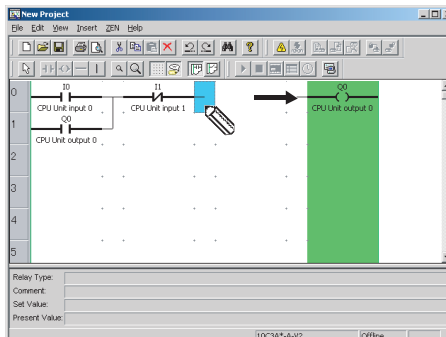 New Project
File Edit View Insert ZEN Help
0 I0 I1 Q0
CPU Unit input 0 CPU Unit input 1 CPU Unit output 0
1 Q0
CPU Unit output 0
2
3
4
5
Relay Type:
Comment:
Set Value:
Present Value:
10C3A*-A-V2 Offline